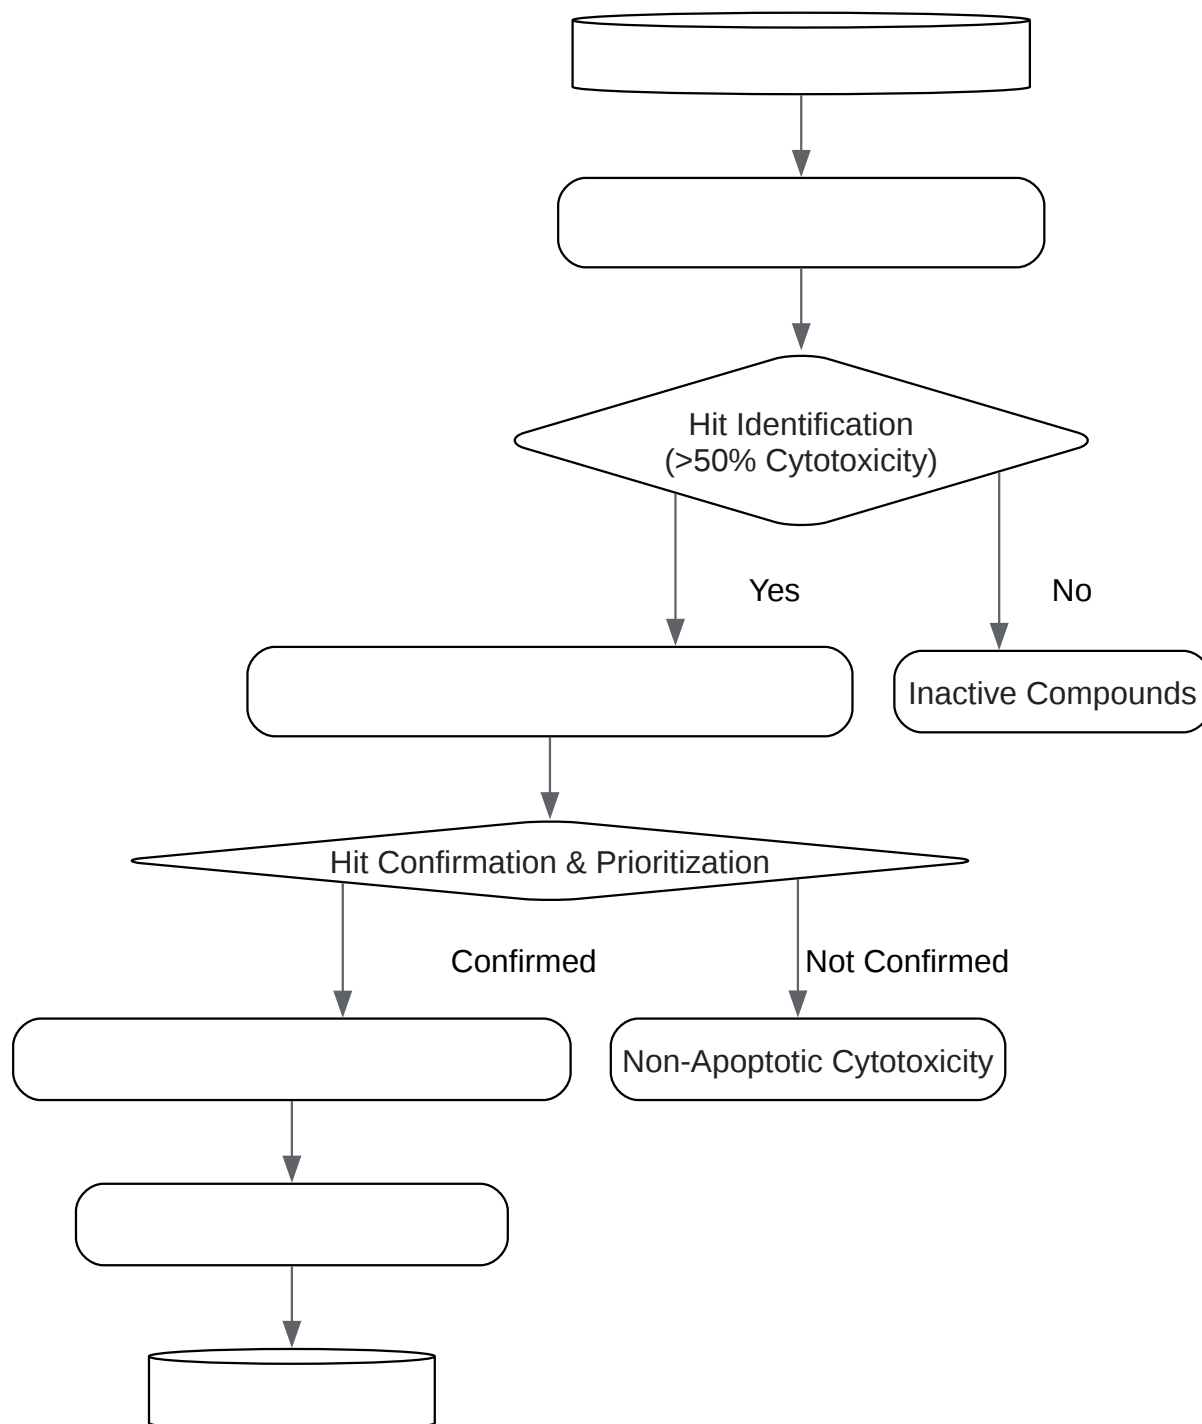 Hit Identification
(>50% Cytotoxicity)
Yes
No
Inactive Compounds
Hit Confirmation & Prioritization
Confirmed
Not Confirmed
Non-Apoptotic Cytotoxicity